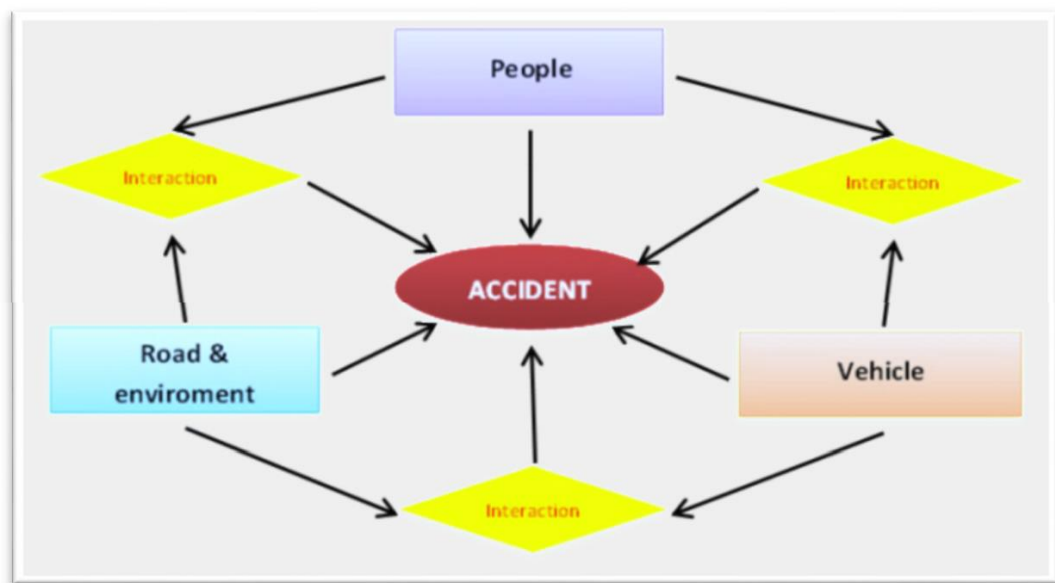 People
Interaction
Interaction
ACCIDENT
Road &
enviroment
Vehicle
Interaction